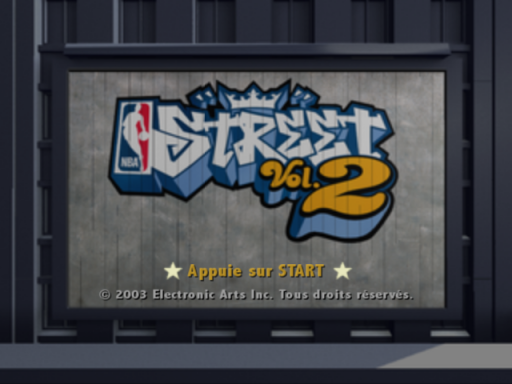 NBA
STREET
Vol. 2
Appuie sur START
© 2003 Electronic Arts Inc. Tous droits réservés.